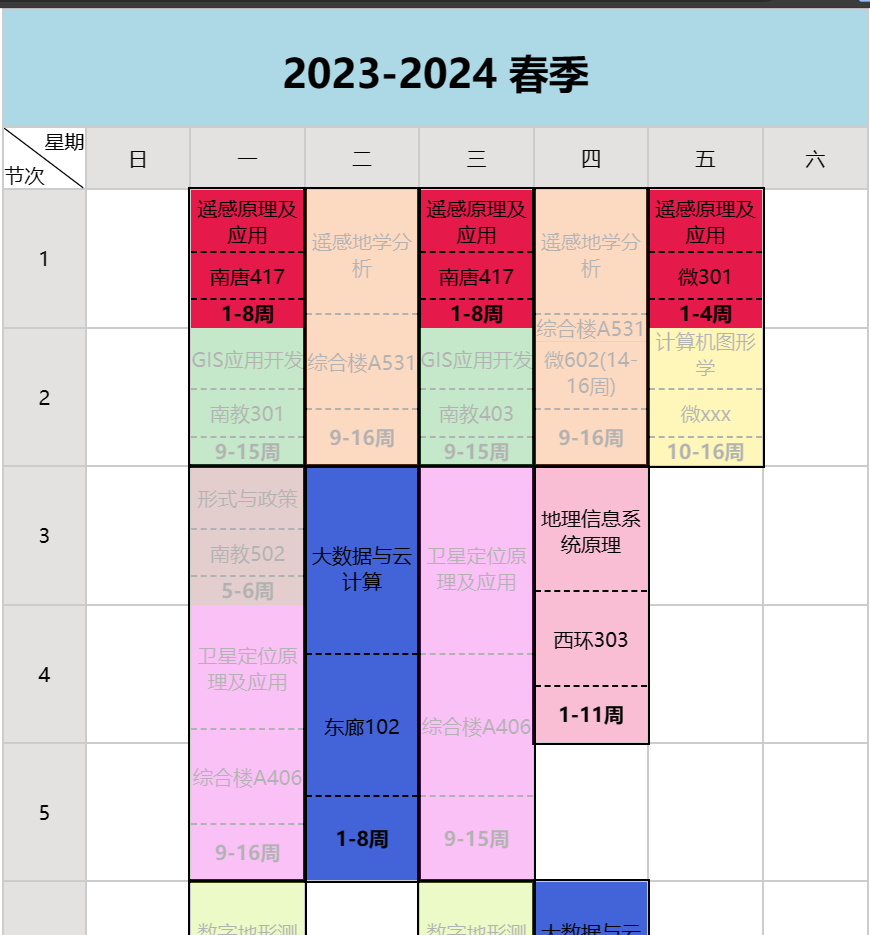 2023-2024 春季
星期
节次
日
一
二
三
四
五
六
1
遥感原理及
应用
南唐417
1-8周
遥感地学分
析
综合楼A531
9-16周
遥感原理及
应用
南唐417
1-8周
遥感地学分
析
综合楼A531
微602(14-
16周)
9-16周
遥感原理及
应用
微301
1-4周
2
GIS应用开发
南教301
9-15周
GIS应用开发
南教403
9-15周
计算机图形
学
微xxx
10-16周
3
形式与政策
南教502
5-6周
大数据与云
计算
东廊102
1-8周
卫星定位原
理及应用
综合楼A406
9-15周
地理信息系
统原理
西环303
1-11周
4
卫星定位原
理及应用
综合楼A406
9-16周
5
数字地形测
数字地形测
大数据与云